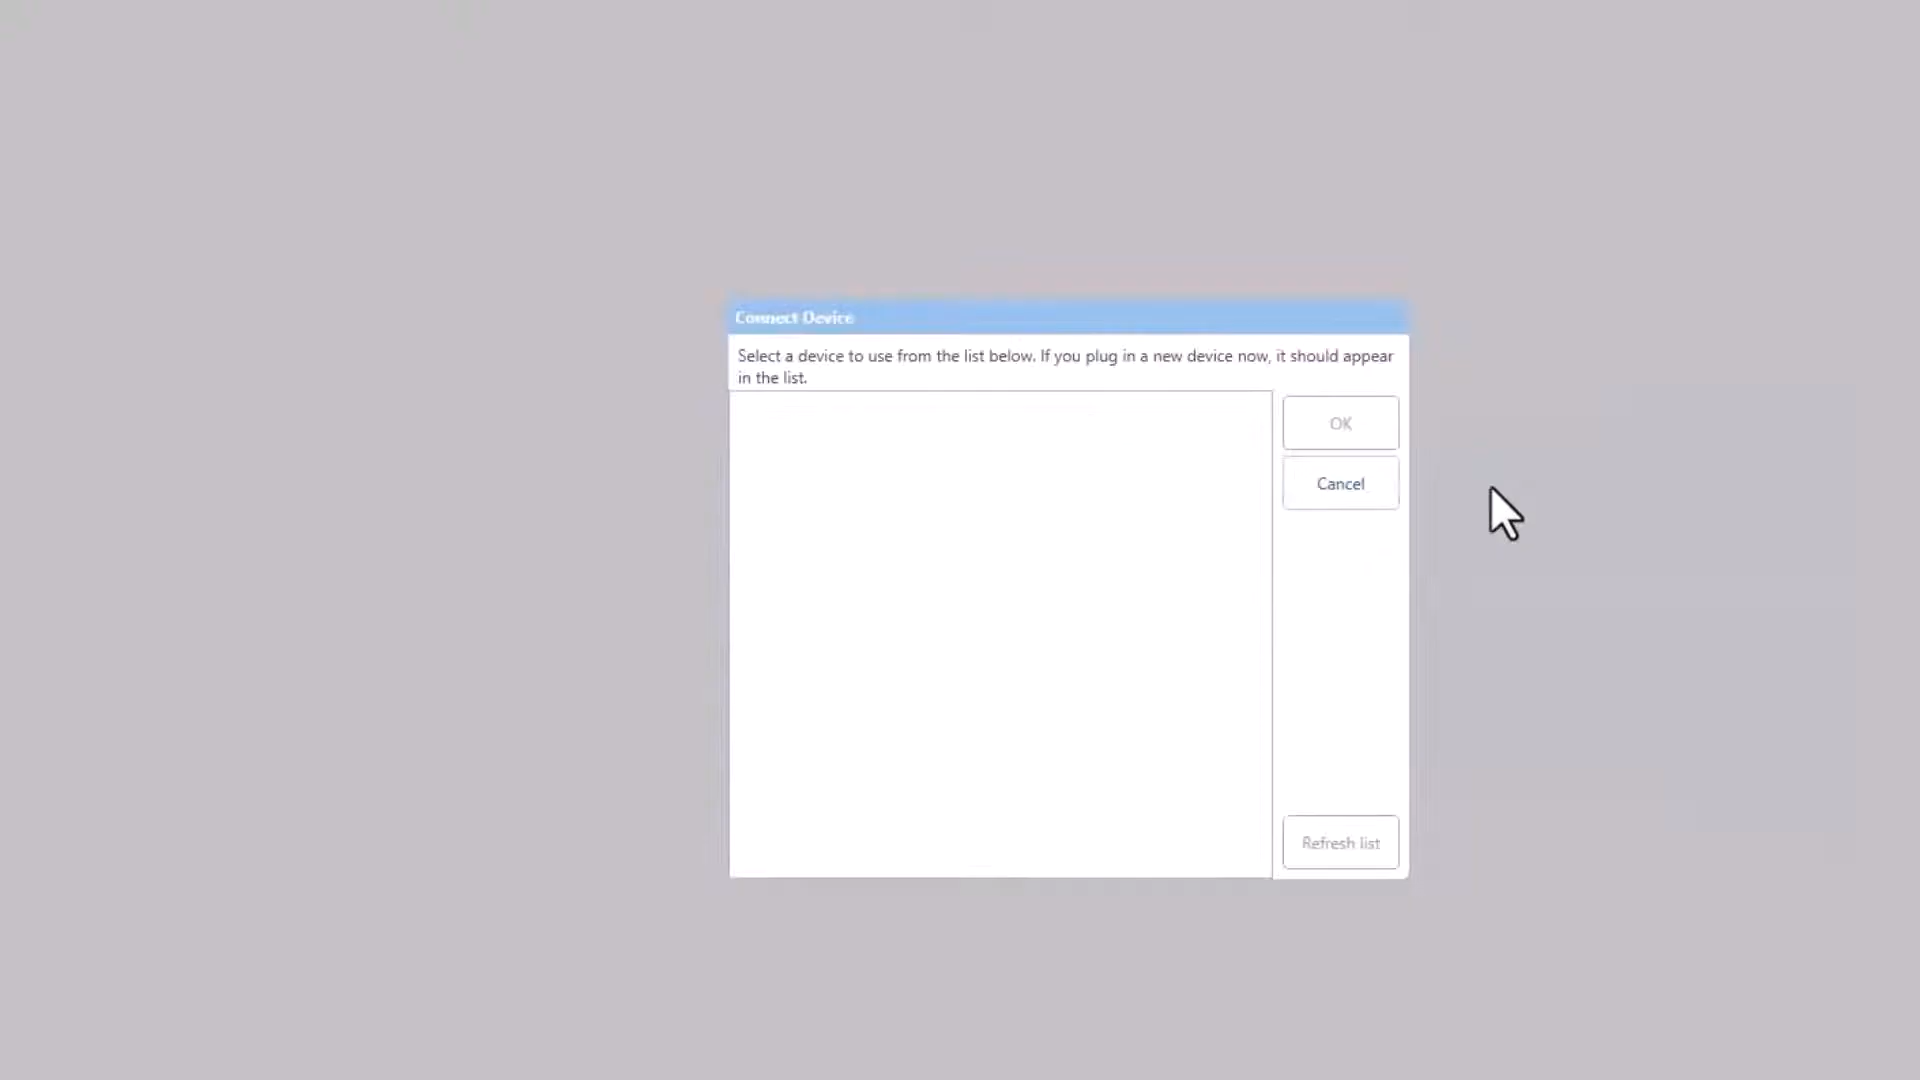 Connect Device
Select a device to use from the list below. If you plug in a new device now, it should appear
in the list.
OK
Cancel
Refresh list